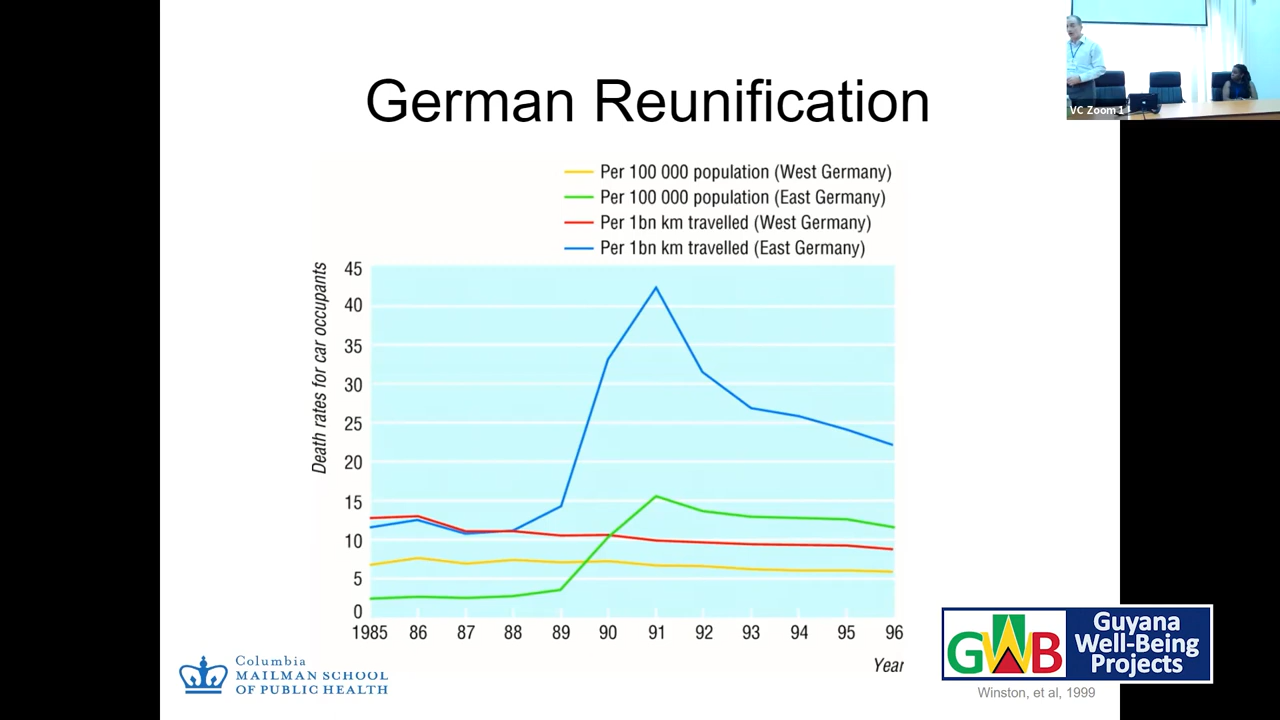 VC Zoom 1
German Reunification
Per 100 000 population (West Germany)
Per 100 000 population (East Germany)
Per 1bn km travelled (West Germany)
Per 1bn km travelled (East Germany)
Death rates for car occupants
45
40
35
30
25
20
15
10
5
0
1985 86 87 88 89 90 91 92 93 94 95 96
Year
Columbia
MAILMAN SCHOOL
OF PUBLIC HEALTH
GWB
Guyana
Well-Being
Projects
Winston, et al, 1999